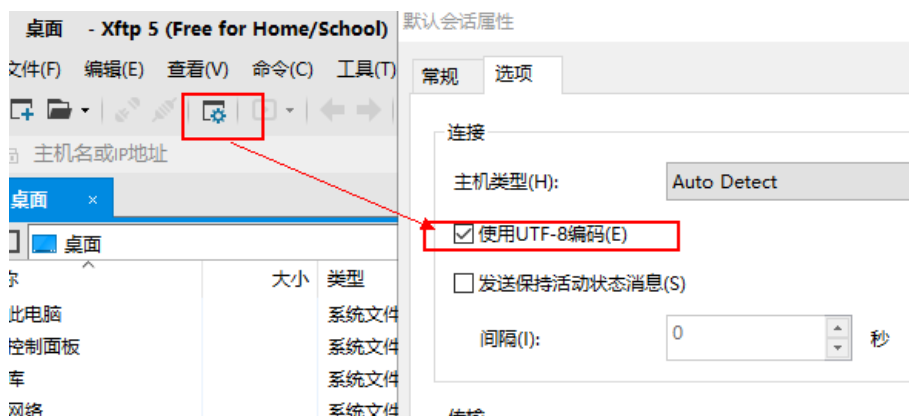 桌面 - Xftp 5 (Free for Home/School)
文件(F) 编辑(E) 查看(V) 命令(C) 工具(T)
主机名或IP地址
桌面 ×
桌面
大小 类型
此电脑 系统文件
控制面板 系统文件
库 系统文件
网络 系统文件
默认会话属性
常规 选项
连接
主机类型(H): Auto Detect
使用UTF-8编码(E)
发送保持活动状态消息(S)
间隔(I): 0 秒
传输